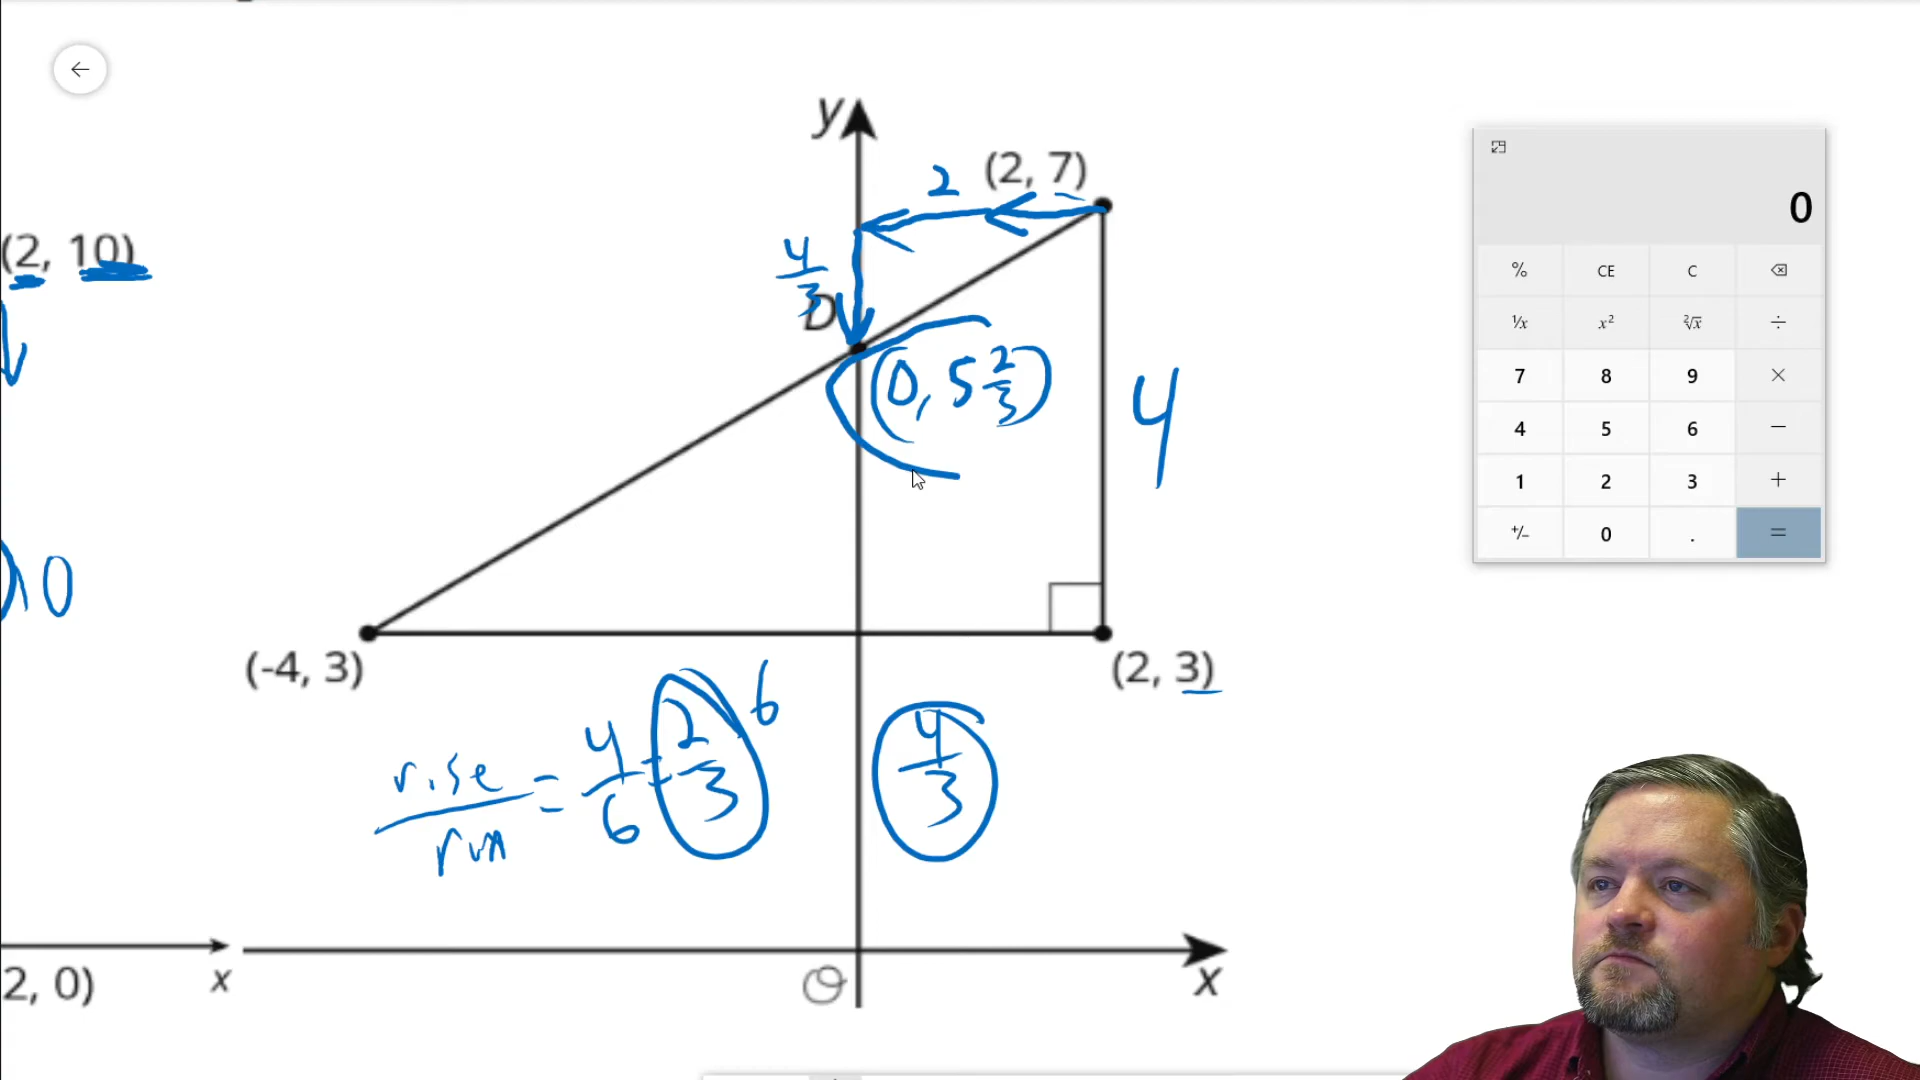 ←
y
(2, 7)
2
(2, 10)
4/3
D
(0, 5 2/3)
4
10
(-4, 3)
(2, 3)
6
rise/run = 4/6 = 2/3
4/3
2, 0)
x
O
x
0
% CE C
¹/x x² ²√x ÷
7 8 9 ×
4 5 6 −
1 2 3 +
+/− 0 . =